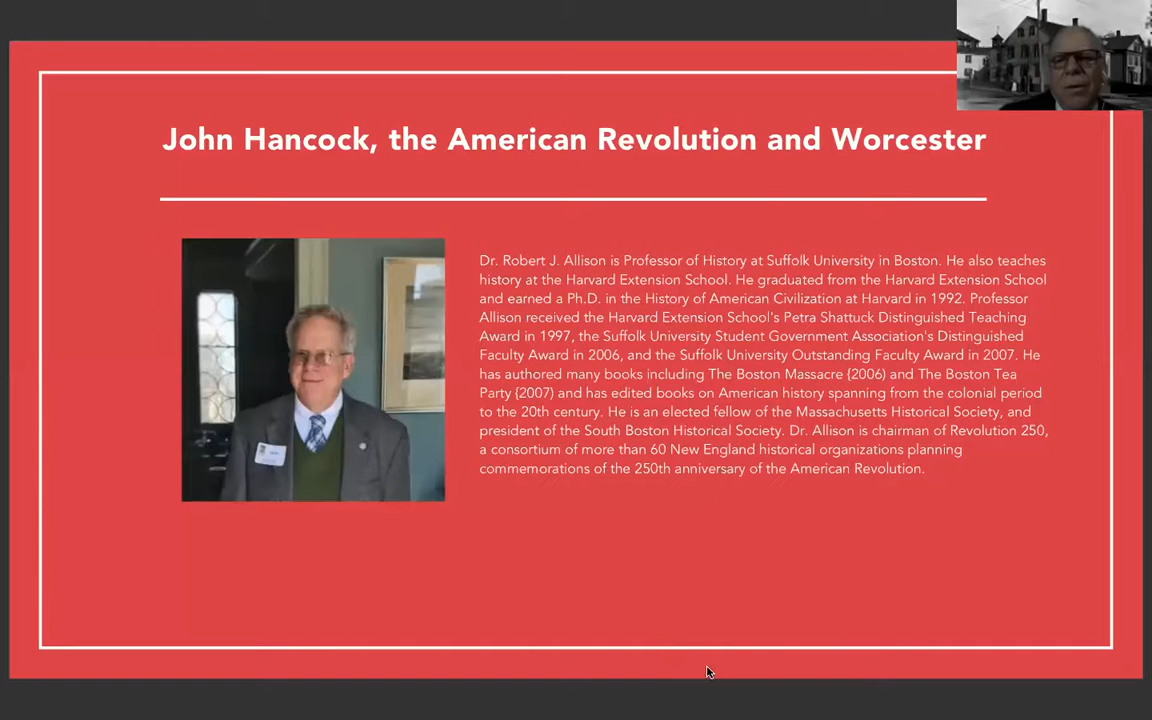 John Hancock, the American Revolution and Worcester
Dr. Robert J. Allison is Professor of History at Suffolk University in Boston. He also teaches
history at the Harvard Extension School. He graduated from the Harvard Extension School
and earned a Ph.D. in the History of American Civilization at Harvard in 1992. Professor
Allison received the Harvard Extension School's Petra Shattuck Distinguished Teaching
Award in 1997, the Suffolk University Student Government Association's Distinguished
Faculty Award in 2006, and the Suffolk University Outstanding Faculty Award in 2007. He
has authored many books including The Boston Massacre {2006) and The Boston Tea
Party {2007) and has edited books on American history spanning from the colonial period
to the 20th century. He is an elected fellow of the Massachusetts Historical Society, and
president of the South Boston Historical Society. Dr. Allison is chairman of Revolution 250,
a consortium of more than 60 New England historical organizations planning
commemorations of the 250th anniversary of the American Revolution.